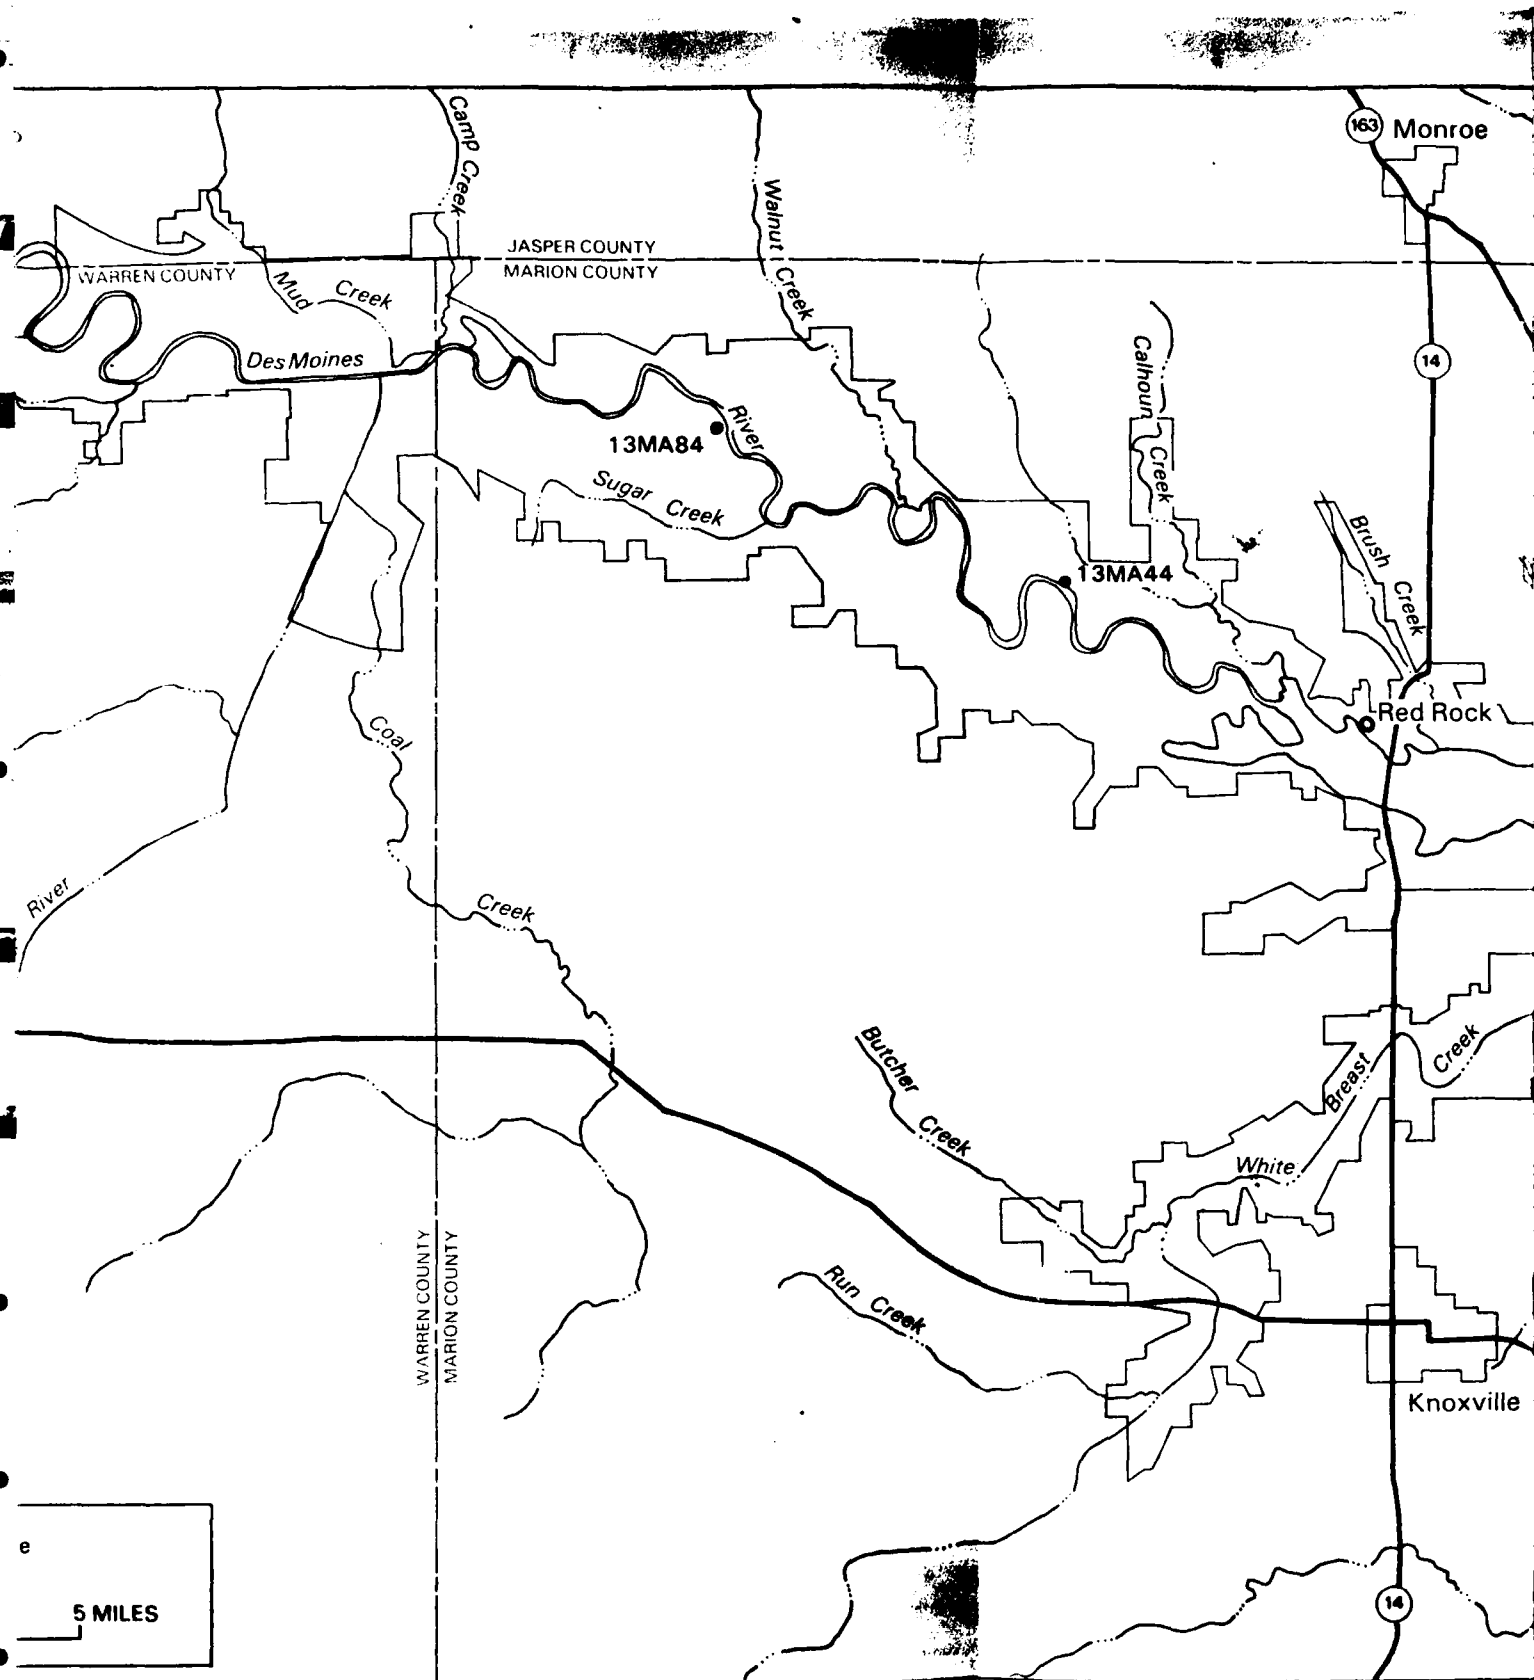 163 Monroe
Camp Creek
Walnut Creek
JASPER COUNTY
MARION COUNTY
WARREN COUNTY
Mud Creek
Des Moines River
14
Calhoun Creek
13MA84
Sugar Creek
13MA44
Brush Creek
Red Rock
Coal Creek
River
Butcher Creek
White Breast Creek
Run Creek
WARREN COUNTY
MARION COUNTY
Knoxville
e
5 MILES
14